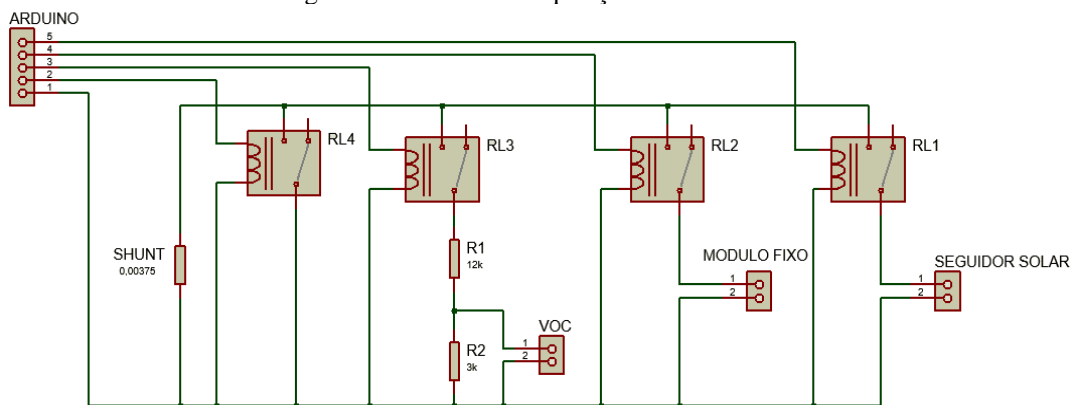 ARDUINO
5
4
3
2
1
RL4
RL3
RL2
RL1
SHUNT
0,00375
R1
12k
MODULO FIXO
1
2
SEGUIDOR SOLAR
1
2
VOC
1
2
R2
3k